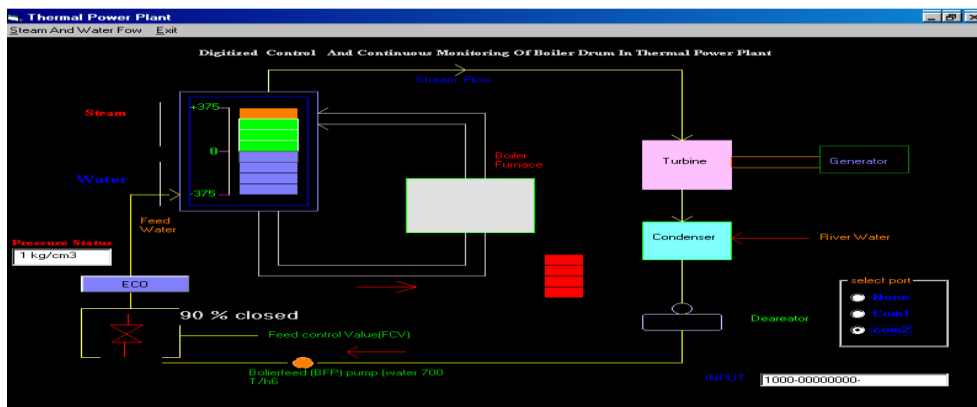 Thermal Power Plant
Steam And Water Fow Exit
Digitized Control And Continuous Monitoring Of Boiler Drum In Thermal Power Plant
Stream Flow
+375
Steam
0
Boiler
Furnace
Turbine
Generator
Water
-375
Feed
Water
Pressure Status
1 kg/cm3
Condenser
River Water
ECO
select port
None
Com1
com2
90 % closed
Deareator
Feed control Value(FCV)
Bolierfeed (BFP) pump (water 700
T/h6
INPUT 1000-00000000-